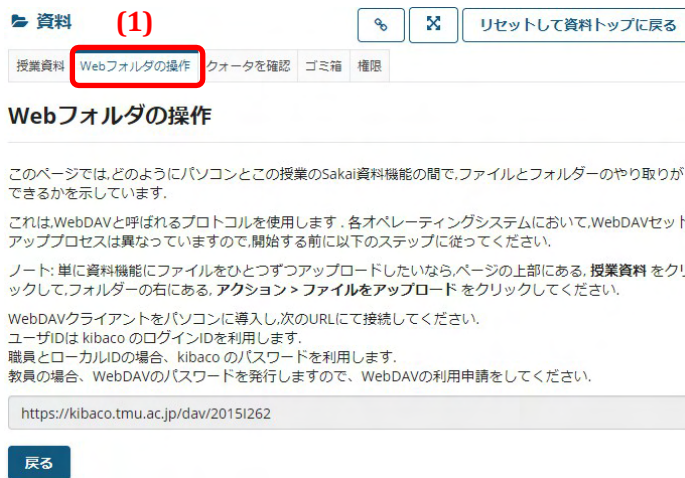 資料
(1)
リセットして資料トップに戻る
授業資料 Webフォルダの操作 クォータを確認 ゴミ箱 権限
Webフォルダの操作
このページでは,どのようにパソコンとこの授業のSakai資料機能の間で,ファイルとフォルダーのやり取りが
できるかを示しています.
これは,WebDAVと呼ばれるプロトコルを使用します . 各オペレーティングシステムにおいて,WebDAVセット
アッププロセスは異なっていますので,開始する前に以下のステップに従ってください.
ノート: 単に資料機能にファイルをひとつずつアップロードしたいなら,ページの上部にある, 授業資料 をクリ
ックして,フォルダーの右にある, アクション > ファイルをアップロード をクリックしてください.
WebDAVクライアントをパソコンに導入し,次のURLにて接続してください.
ユーザIDは kibaco のログインIDを利用します.
職員とローカルIDの場合、kibaco のパスワードを利用します.
教員の場合、WebDAVのパスワードを発行しますので、WebDAVの利用申請をしてください.
https://kibaco.tmu.ac.jp/dav/2015I262
戻る